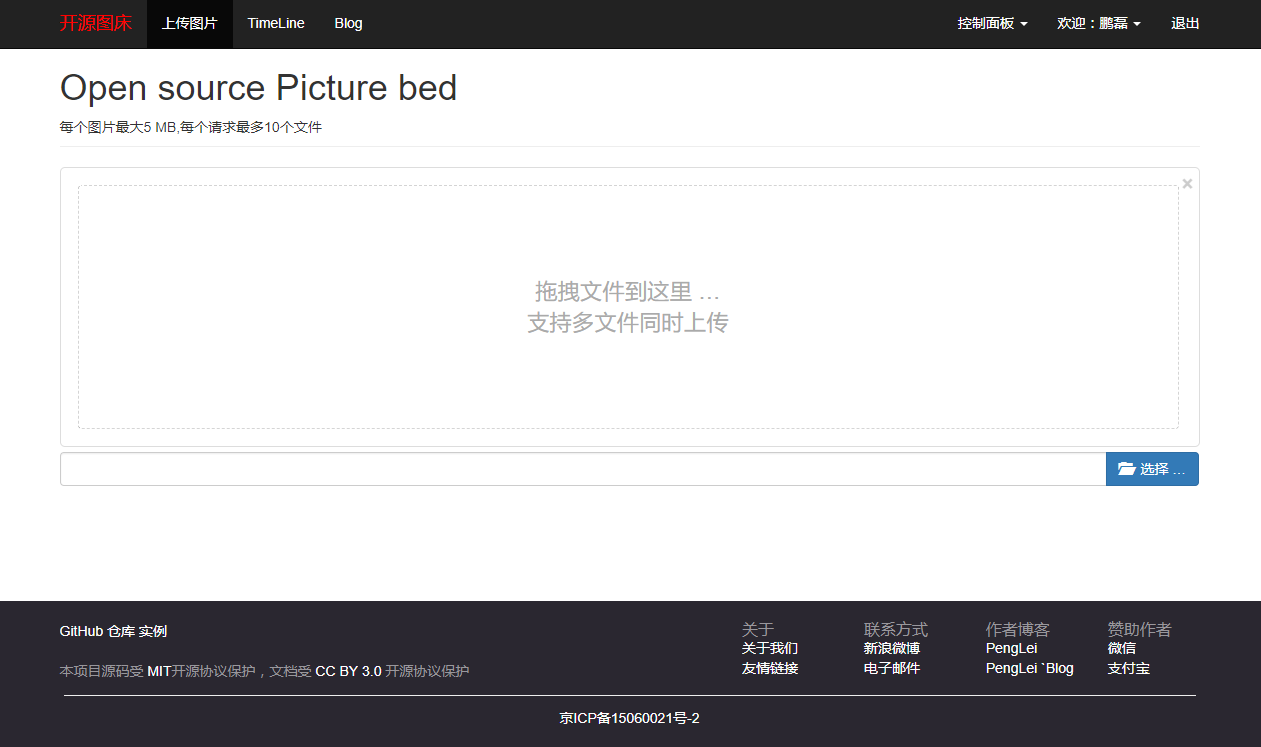 开源图床 上传图片 TimeLine Blog 控制面板 欢迎：鹏磊 退出
Open source Picture bed
每个图片最大5 MB,每个请求最多10个文件
×
拖拽文件到这里 …
支持多文件同时上传
选择 …
GitHub 仓库 实例
本项目源码受 MIT开源协议保护，文档受 CC BY 3.0 开源协议保护
关于 联系方式 作者博客 赞助作者
关于我们 新浪微博 PengLei 微信
友情链接 电子邮件 PengLei `Blog 支付宝
京ICP备15060021号-2